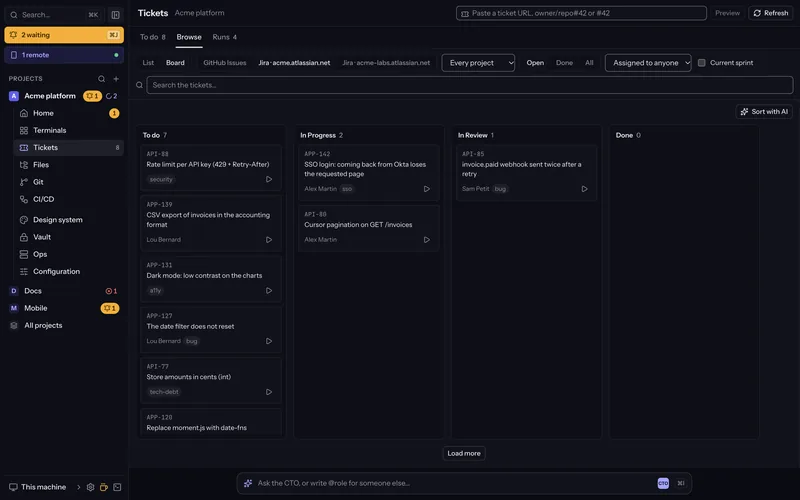 Search...
⌘K
2 waiting
⌘J
1 remote
PROJECTS
A Acme platform 1 2
Home 1
Terminals
Tickets 8
Files
Git
CI/CD
Design system
Vault
Ops
Configuration
D Docs 1
M Mobile 1
All projects
This machine
Tickets Acme platform
Paste a ticket URL, owner/repo#42 or #42
Preview
Refresh
To do 8
Browse
Runs 4
List
Board
GitHub Issues
Jira · acme.atlassian.net
Jira · acme-labs.atlassian.net
Every project
Open
Done
All
Assigned to anyone
Current sprint
Search the tickets...
Sort with AI
To do 7
API-88
Rate limit per API key (429 + Retry-After)
security
APP-139
CSV export of invoices in the accounting
format
Lou Bernard
APP-131
Dark mode: low contrast on the charts
a11y
APP-127
The date filter does not reset
Lou Bernard bug
API-77
Store amounts in cents (int)
tech-debt
APP-120
Replace moment.js with date-fns
In Progress 2
APP-142
SSO login: coming back from Okta loses
the requested page
Alex Martin sso
API-80
Cursor pagination on GET /invoices
Alex Martin
In Review 1
API-85
invoice.paid webhook sent twice after a
retry
Sam Petit bug
Done 0
Load more
Ask the CTO, or write @role for someone else...
CTO
⌘I